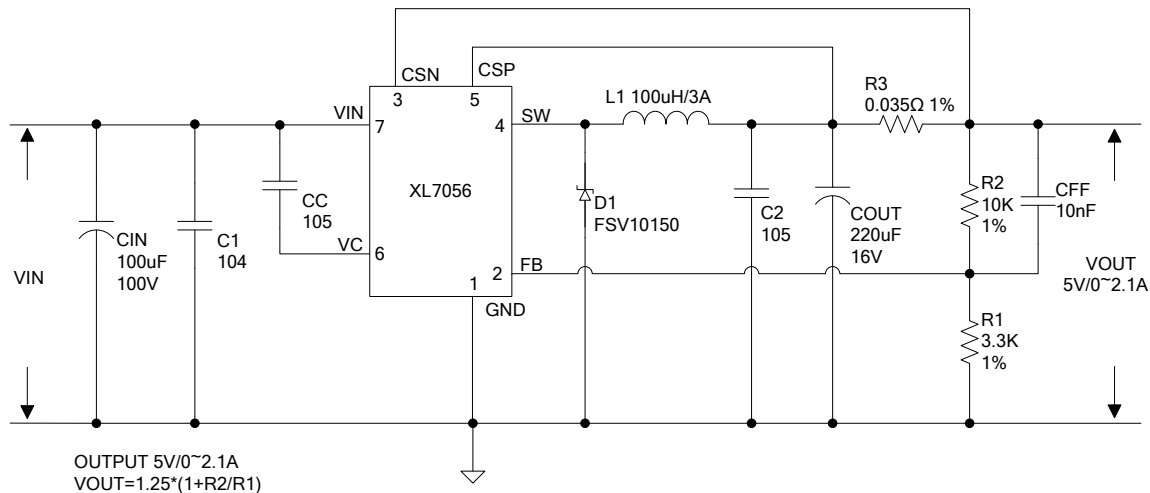 CSN
CSP
3
5
R3
0.035Ω 1%
L1 100uH/3A
VIN
7
4
SW
XL7056
CC
105
VC
6
CIN
100uF
100V
C1
104
VIN
D1
FSV10150
C2
105
COUT
220uF
16V
R2
10K
1%
CFF
10nF
2
FB
1
GND
VOUT
5V/0~2.1A
R1
3.3K
1%
OUTPUT 5V/0~2.1A
VOUT=1.25*(1+R2/R1)